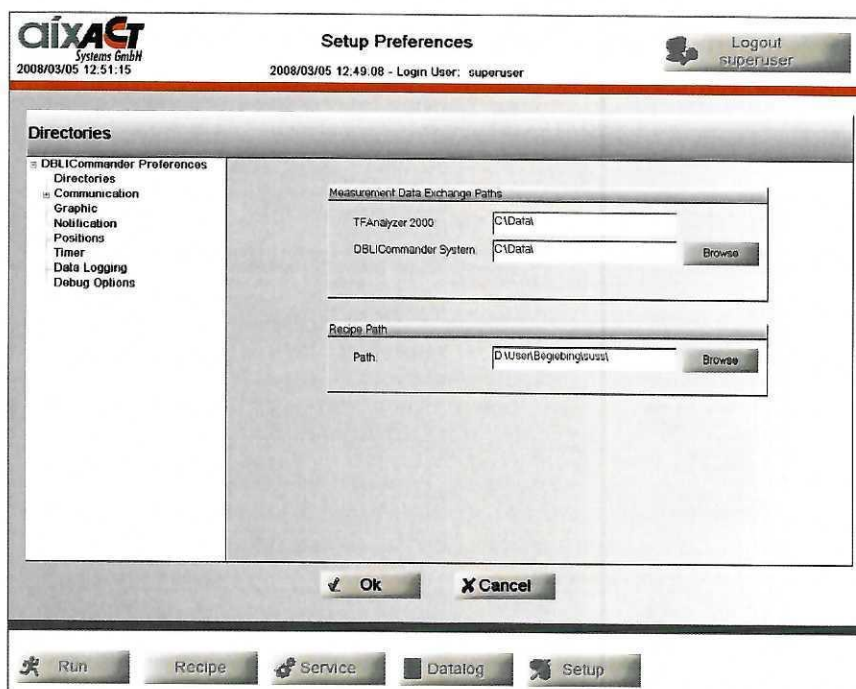 aixACT
Systems GmbH
2008/03/05 12:51:15
Setup Preferences
2008/03/05 12:49:08 - Login User: superuser
Logout
superuser
Directories
DBLICommander Preferences
Directories
Communication
Graphic
Notification
Positions
Timer
Data Logging
Debug Options
Measurement Data Exchange Paths
TFAnalyzer 2000
C:\Data\
DBLICommander System
C:\Data\
Browse
Recipe Path
Path
D:\User\Begiebing\suss\
Browse
Ok
Cancel
Run
Recipe
Service
Datalog
Setup